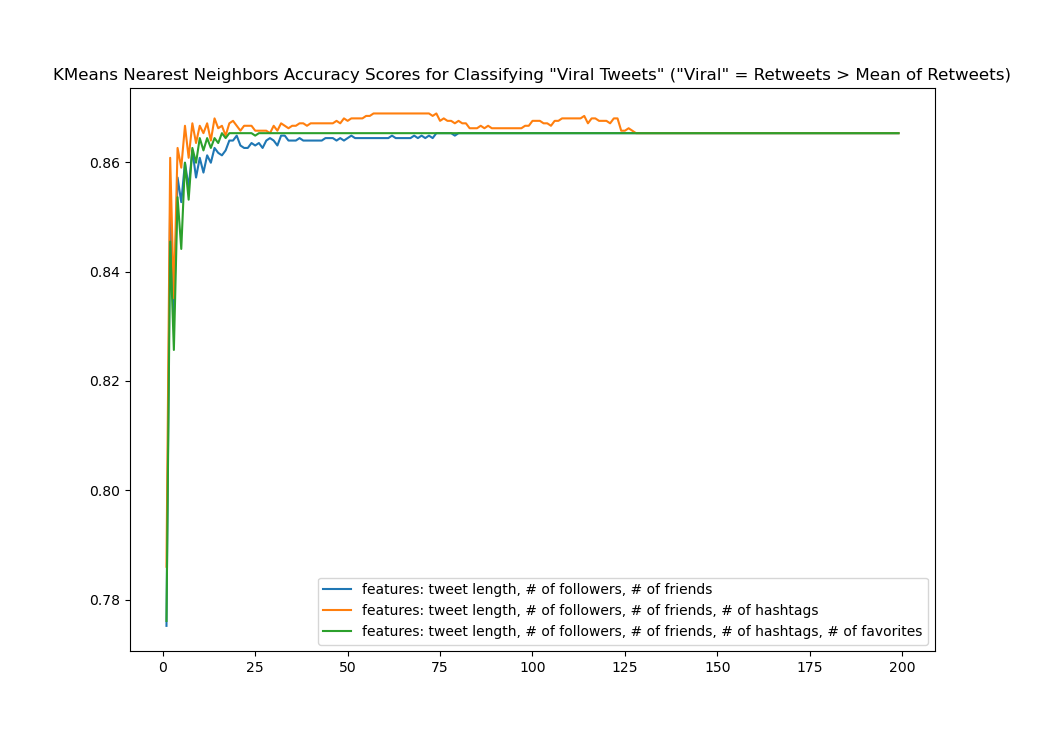 KMeans Nearest Neighbors Accuracy Scores for Classifying "Viral Tweets" ("Viral" = Retweets > Mean of Retweets)
0.86
0.84
0.82
0.80
0.78
features: tweet length, # of followers, # of friends
features: tweet length, # of followers, # of friends, # of hashtags
features: tweet length, # of followers, # of friends, # of hashtags, # of favorites
0 25 50 75 100 125 150 175 200